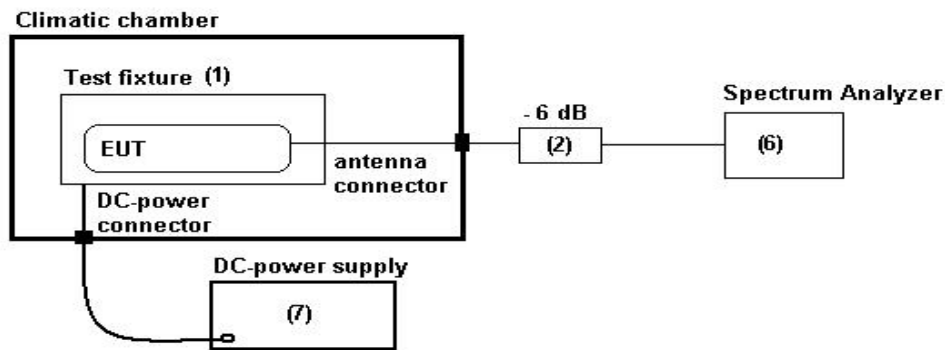 Climatic chamber
Test fixture (1)
EUT
antenna
connector
DC-power
connector
- 6 dB
(2)
Spectrum Analyzer
(6)
DC-power supply
(7)